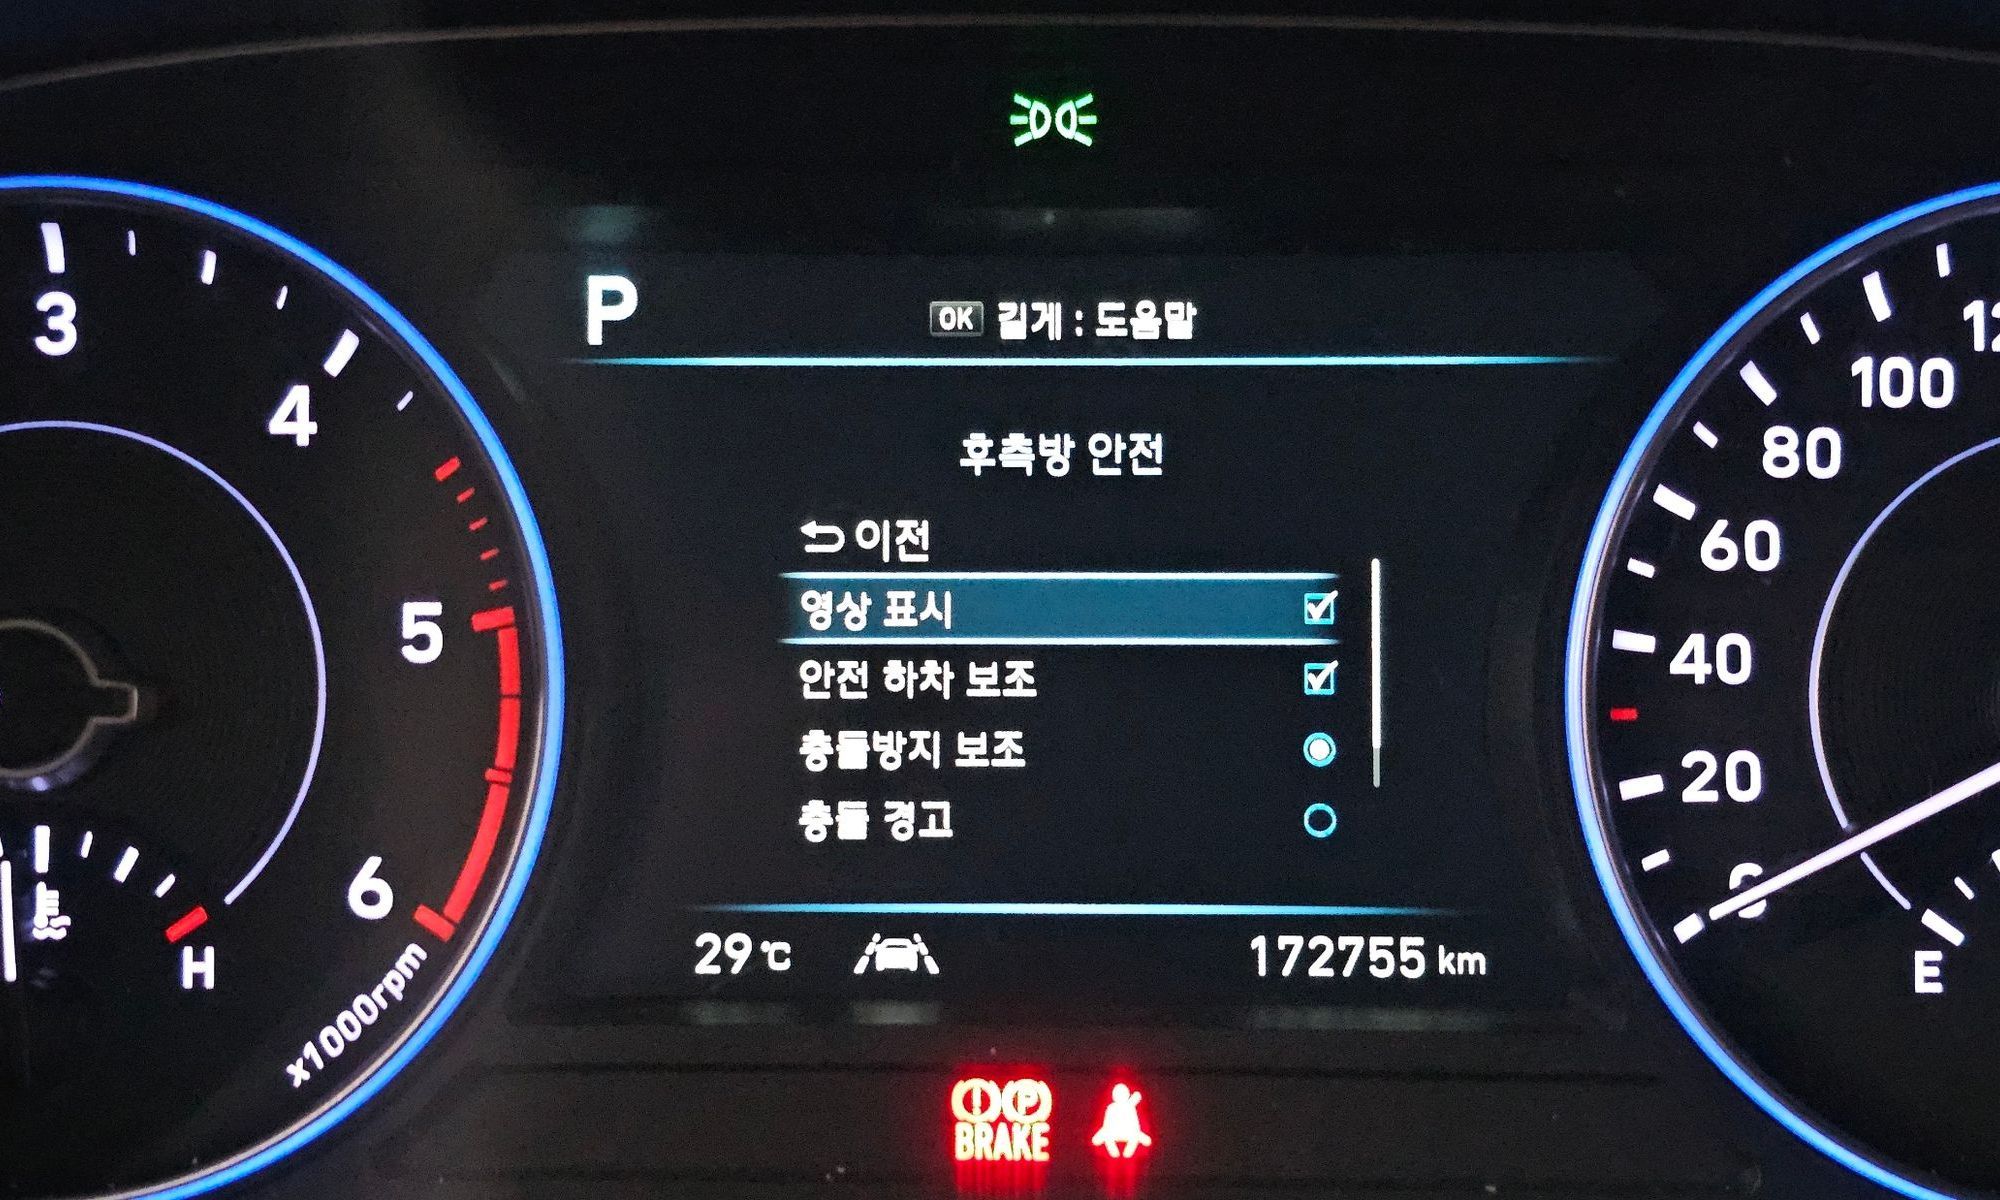 P
OK 길게 : 도움말
후측방 안전
이전
영상 표시
안전 하차 보조
충돌방지 보조
충돌 경고
29℃
172755 km
3
4
5
6
x1000rpm
H
100
80
60
40
20
E
BRAKE
P